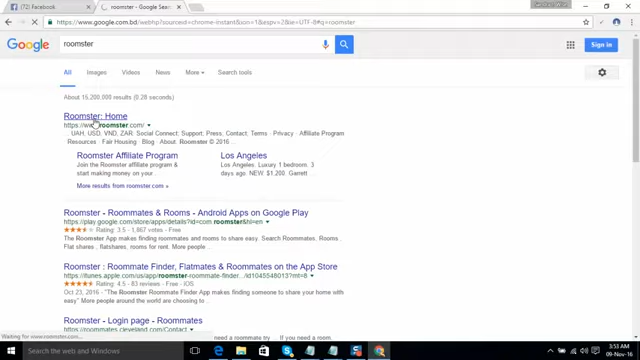 (72) Facebook
roomster - Google Sear
https://www.google.com.bd/webhp?sourceid=chrome-instant&ion=1&espv=2&ie=UTF-8#q=roomster
Google
roomster
Sign in
All Images Videos News More Search tools
About 15,200,000 results (0.28 seconds)
Roomster: Home
https://www.roomster.com/
UAH. USD. VND. ZAR. Social Connect: Support; Press, Contact; Terms · Privacy · Affiliate Program
Resources · Fair Housing · Blog · About. Roomster © 2016 ·
Roomster Affiliate Program
Join the Roomster affiliate program &
start making money on your ...
Los Angeles
Los Angeles. Luxury 1 bedroom. 3
days ago. NEW. $1,200. Garrett ...
More results from roomster.com »
Roomster - Roommates & Rooms - Android Apps on Google Play
https://play.google.com/store/apps/details?id=com.roomster&hl=en
Rating: 3.5 - 1,867 votes - Free
The Roomster App makes finding roommates and rooms to share easy. Search Roommates, Rooms,
Flat shares , flatshares, rooms for rent. More people ...
Roomster : Roommate Finder, Flatmates & Roommates on the App Store
https://itunes.apple.com/us/app/roomster-roommate-finder-.../id1045548013?mt=8
Rating: 4.5 - 83 reviews - Free - iOS
Oct 23, 2016 - The Roomster Roommate Finder App makes finding someone to share your home with
easy" More people around the world are choosing to ...
Roomster - Login page - Roommates
https://roommates.cleveland.com/Contact
Waiting for www.roomster.com...
need a roommate try ... If you need a room.
Search the web and Windows
3:53 AM
09-Nov-16